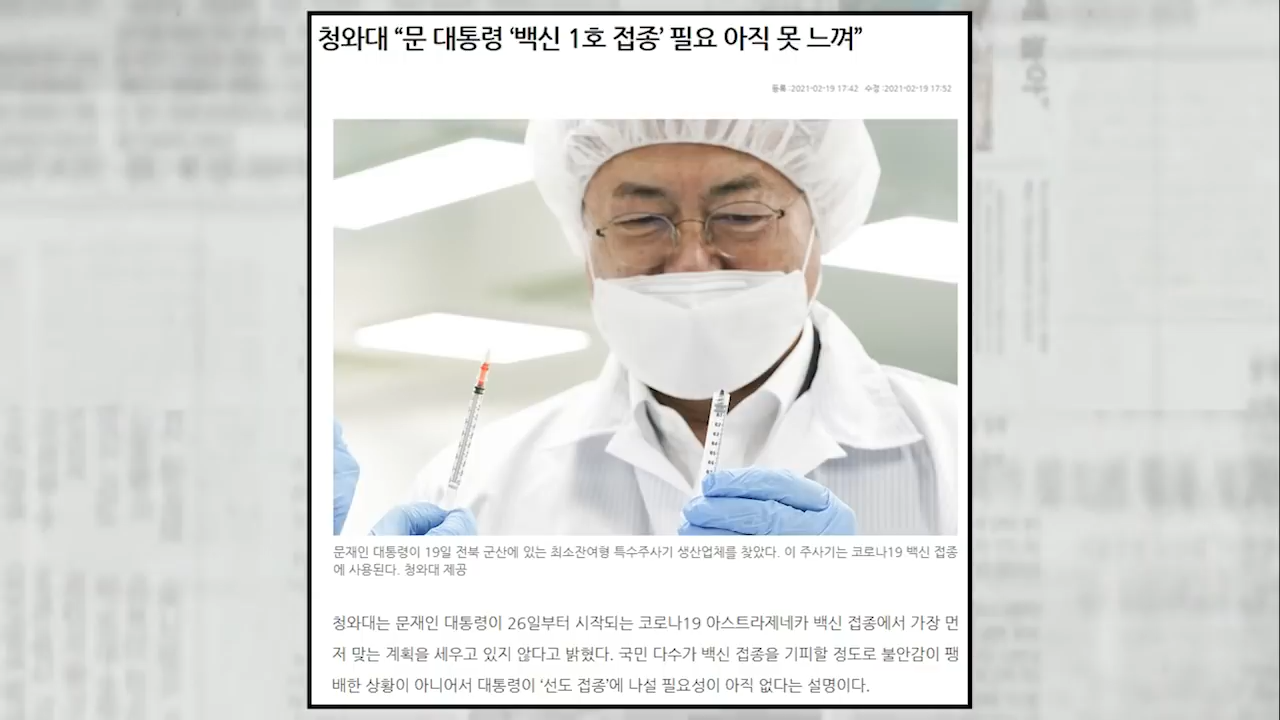 청와대 “문 대통령 ‘백신 1호 접종’ 필요 아직 못 느껴”
등록 :2021-02-19 17:42 수정 :2021-02-19 17:52
문재인 대통령이 19일 전북 군산에 있는 최소잔여형 특수주사기 생산업체를 찾았다. 이 주사기는 코로나19 백신 접종
에 사용된다. 청와대 제공
청와대는 문재인 대통령이 26일부터 시작되는 코로나19 아스트라제네카 백신 접종에서 가장 먼
저 맞는 계획을 세우고 있지 않다고 밝혔다. 국민 다수가 백신 접종을 기피할 정도로 불안감이 팽
배한 상황이 아니어서 대통령이 ‘선도 접종’에 나설 필요성이 아직 없다는 설명이다.